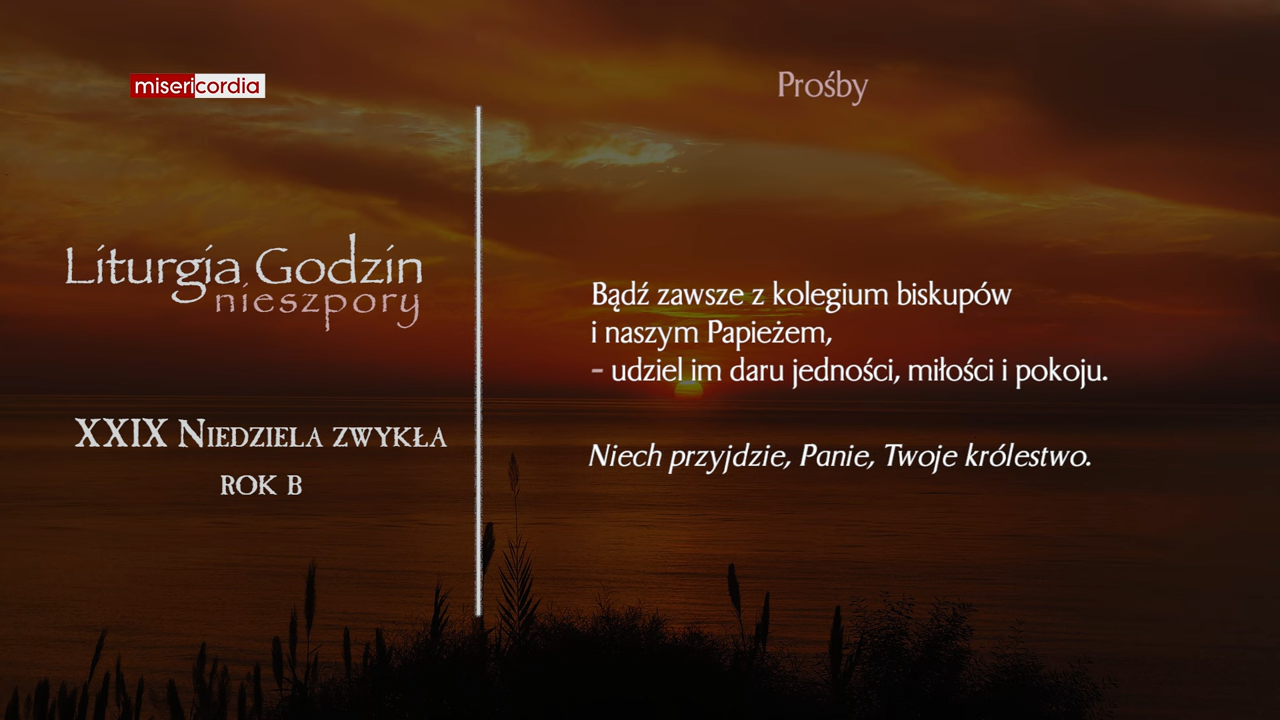 misericordia
Liturgia Godzin
nieszpory
XXIX Niedziela zwykła
rok B
Prośby
Bądź zawsze z kolegium biskupów
i naszym Papieżem,
- udziel im daru jedności, miłości i pokoju.
Niech przyjdzie, Panie, Twoje królestwo.